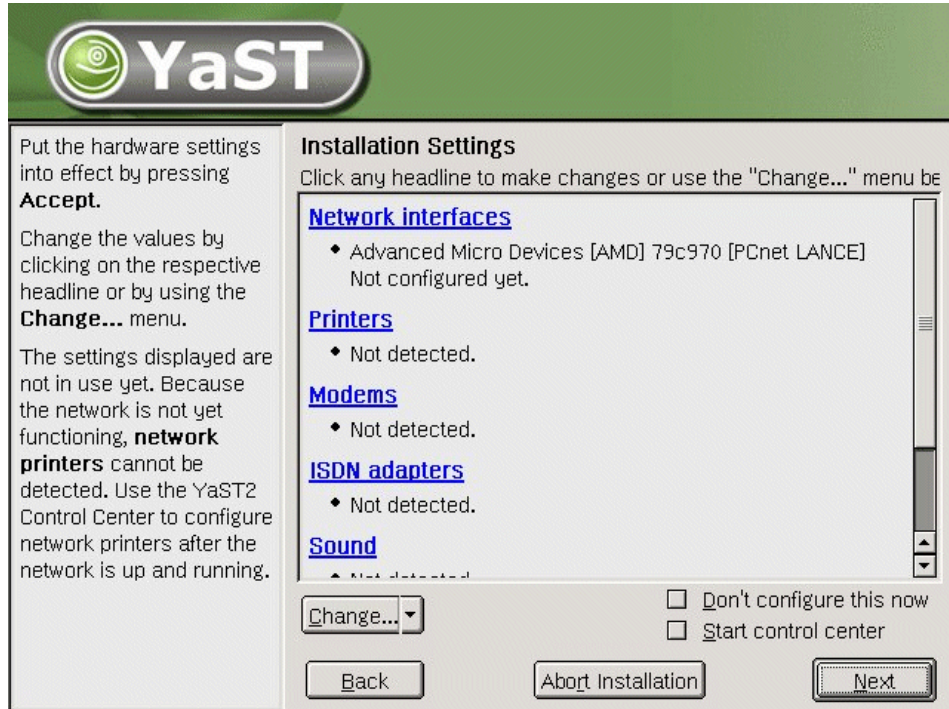 YaST
Put the hardware settings
into effect by pressing
Accept.
Change the values by
clicking on the respective
headline or by using the
Change... menu.
The settings displayed are
not in use yet. Because
the network is not yet
functioning, network
printers cannot be
detected. Use the YaST2
Control Center to configure
network printers after the
network is up and running.
Installation Settings
Click any headline to make changes or use the "Change..." menu be
Network interfaces
• Advanced Micro Devices [AMD] 79c970 [PCnet LANCE]
Not configured yet.
Printers
• Not detected.
Modems
• Not detected.
ISDN adapters
• Not detected.
Sound
Change...
Don't configure this now
Start control center
Back
Abort Installation
Next